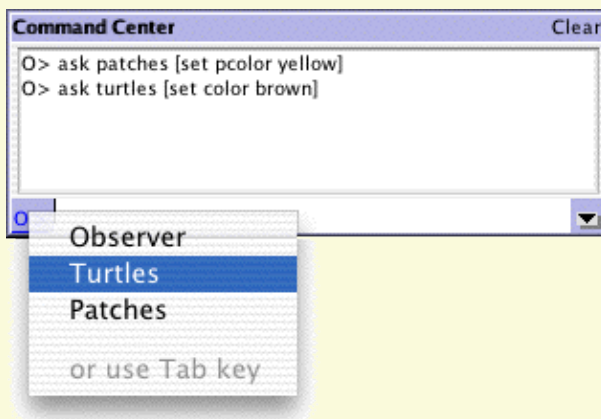 Command Center Clear
O> ask patches [set pcolor yellow]
O> ask turtles [set color brown]
O
Observer
Turtles
Patches
or use Tab key